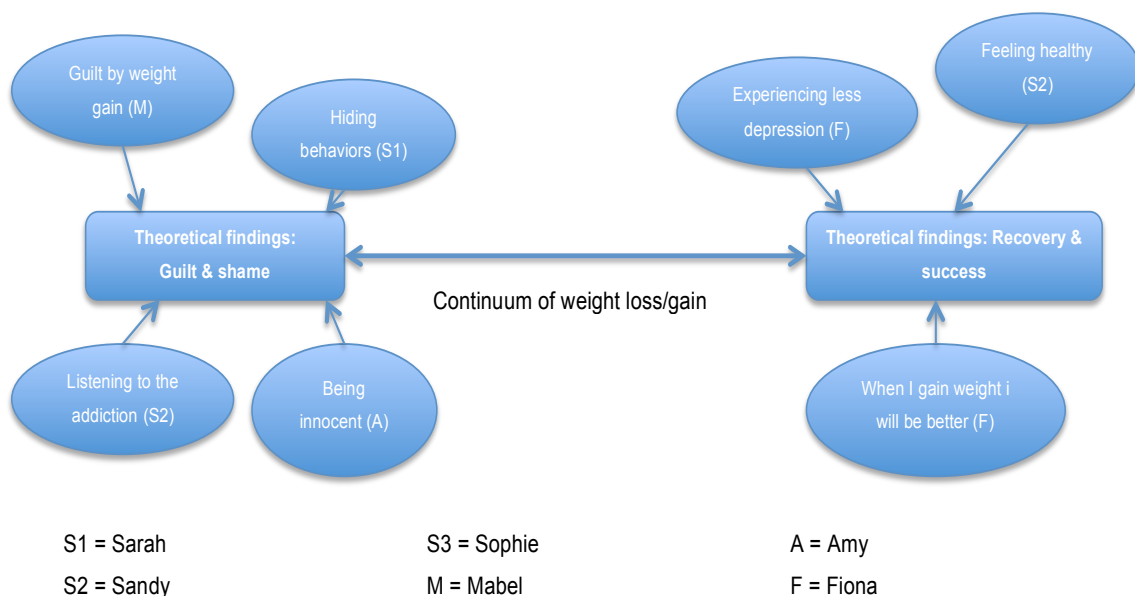 Guilt by weight
gain (M)
Hiding
behaviors (S1)
Experiencing less
depression (F)
Feeling healthy
(S2)
Theoretical findings:
Guilt & shame
Theoretical findings: Recovery &
success
Continuum of weight loss/gain
Listening to the
addiction (S2)
Being
innocent (A)
When I gain weight i
will be better (F)
S1 = Sarah
S3 = Sophie
A = Amy
S2 = Sandy
M = Mabel
F = Fiona